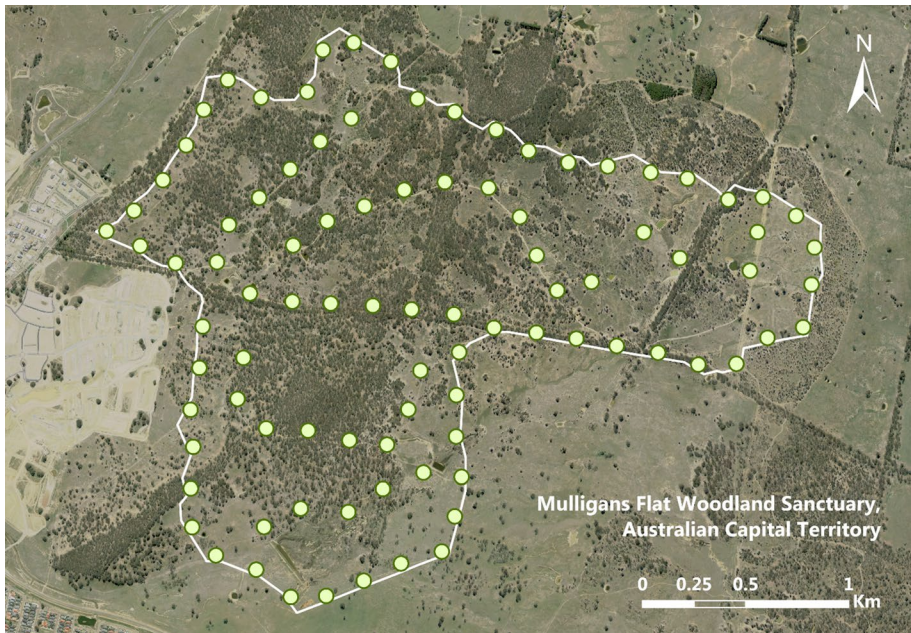 N
Mulligans Flat Woodland Sanctuary,
Australian Capital Territory
0 0.25 0.5 1
Km